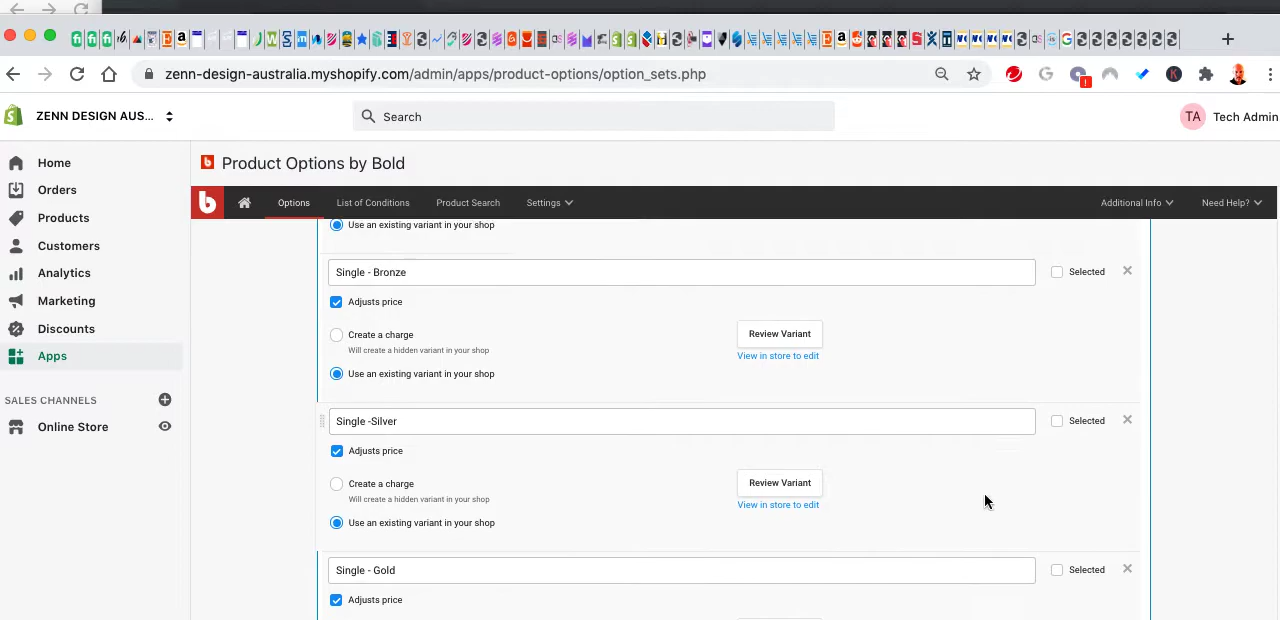 zenn-design-australia.myshopify.com/admin/apps/product-options/option_sets.php
ZENN DESIGN AUS...
Search
TA
Tech Admin
Home
Orders
Products
Customers
Analytics
Marketing
Discounts
Apps
SALES CHANNELS
Online Store
Product Options by Bold
Options
List of Conditions
Product Search
Settings
Additional Info
Need Help?
Use an existing variant in your shop
Single - Bronze
Selected
Adjusts price
Create a charge
Will create a hidden variant in your shop
Review Variant
View in store to edit
Use an existing variant in your shop
Single -Silver
Selected
Adjusts price
Create a charge
Will create a hidden variant in your shop
Review Variant
View in store to edit
Use an existing variant in your shop
Single - Gold
Selected
Adjusts price